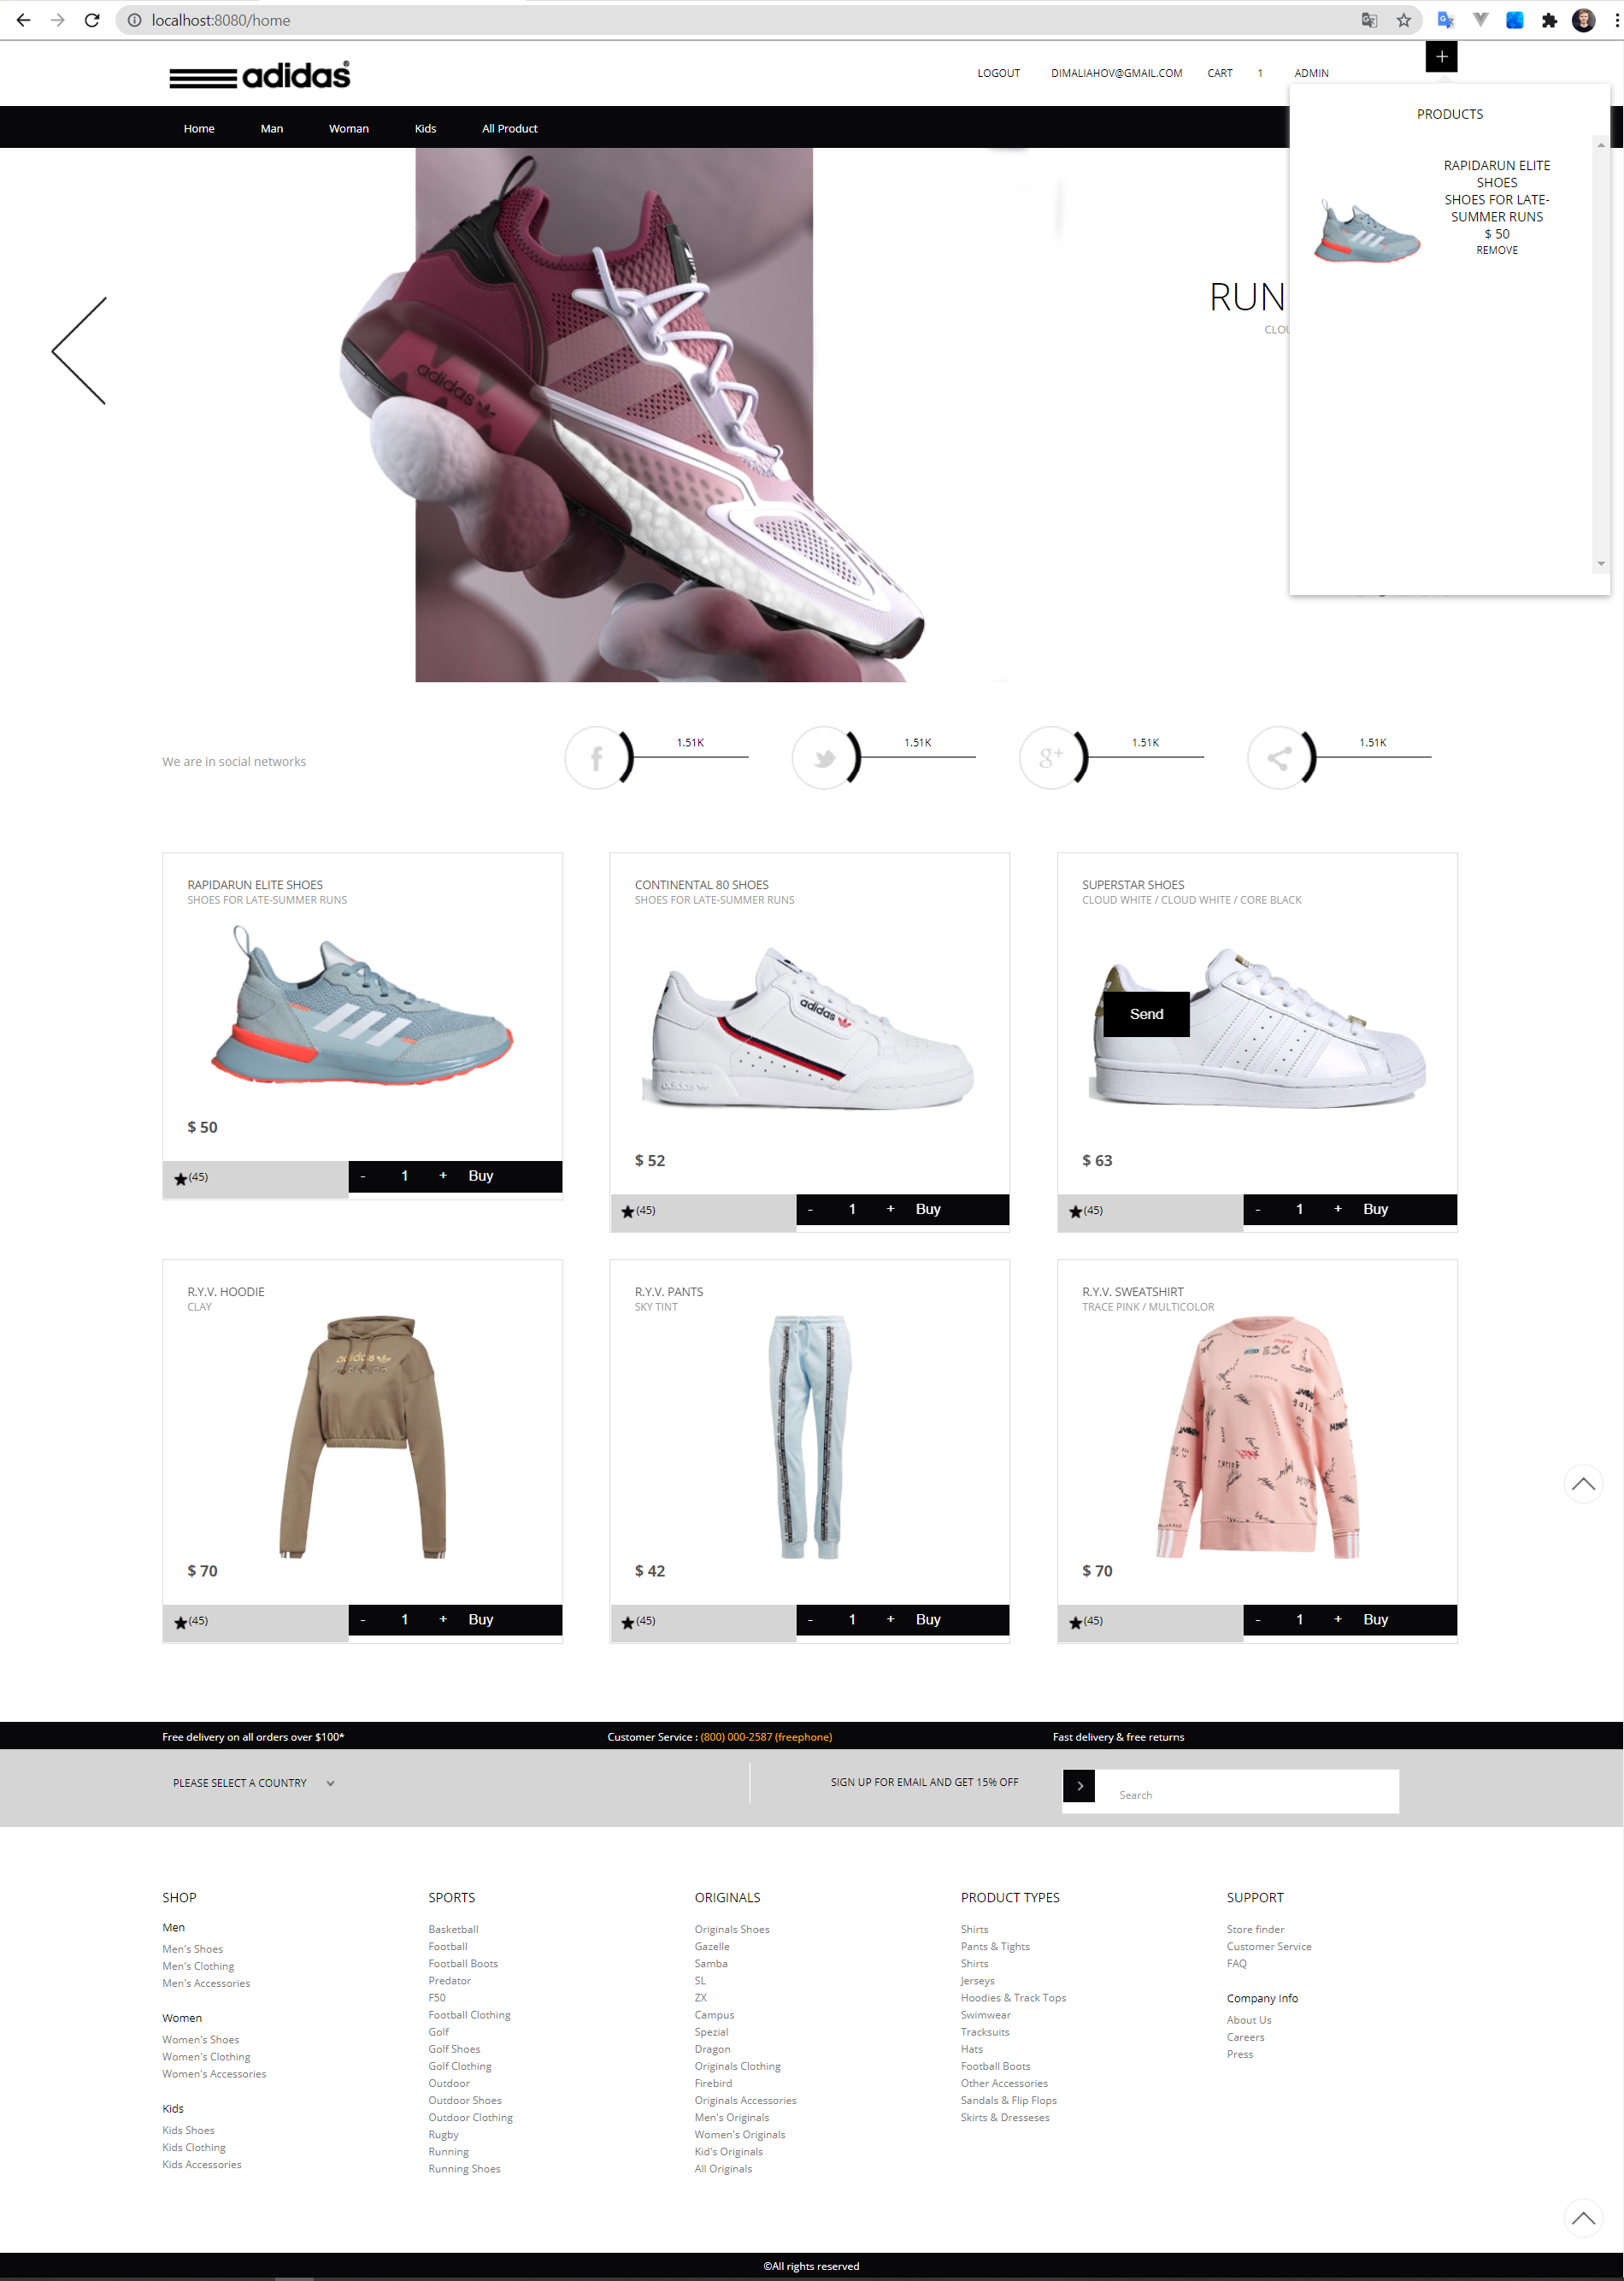 localhost:8080/home
adidas
LOGOUT DIMALIAHOV@GMAIL.COM CART 1 ADMIN
+
Home Man Woman Kids All Product
PRODUCTS
RAPIDARUN ELITE
SHOES
SHOES FOR LATE-
SUMMER RUNS
$ 50
REMOVE
RUN
CLOU
adidas
We are in social networks
1.51K 1.51K 1.51K 1.51K
RAPIDARUN ELITE SHOES
SHOES FOR LATE-SUMMER RUNS
$ 50
(45) - 1 + Buy
CONTINENTAL 80 SHOES
SHOES FOR LATE-SUMMER RUNS
adidas
$ 52
(45) - 1 + Buy
SUPERSTAR SHOES
CLOUD WHITE / CLOUD WHITE / CORE BLACK
Send
$ 63
(45) - 1 + Buy
R.Y.V. HOODIE
CLAY
adidas
$ 70
(45) - 1 + Buy
R.Y.V. PANTS
SKY TINT
$ 42
(45) - 1 + Buy
R.Y.V. SWEATSHIRT
TRACE PINK / MULTICOLOR
$ 70
(45) - 1 + Buy
Free delivery on all orders over $100* Customer Service : (800) 000-2587 (freephone) Fast delivery & free returns
PLEASE SELECT A COUNTRY SIGN UP FOR EMAIL AND GET 15% OFF Search
SHOP
Men
Men's Shoes
Men's Clothing
Men's Accessories
Women
Women's Shoes
Women's Clothing
Women's Accessories
Kids
Kids Shoes
Kids Clothing
Kids Accessories
SPORTS
Basketball
Football
Football Boots
Predator
F50
Football Clothing
Golf
Golf Shoes
Golf Clothing
Outdoor
Outdoor Shoes
Outdoor Clothing
Rugby
Running
Running Shoes
ORIGINALS
Originals Shoes
Gazelle
Samba
SL
ZX
Campus
Spezial
Dragon
Originals Clothing
Firebird
Originals Accessories
Men's Originals
Women's Originals
Kid's Originals
All Originals
PRODUCT TYPES
Shirts
Pants & Tights
Shirts
Jerseys
Hoodies & Track Tops
Swimwear
Tracksuits
Hats
Football Boots
Other Accessories
Sandals & Flip Flops
Skirts & Dresseses
SUPPORT
Store finder
Customer Service
FAQ
Company Info
About Us
Careers
Press
©All rights reserved